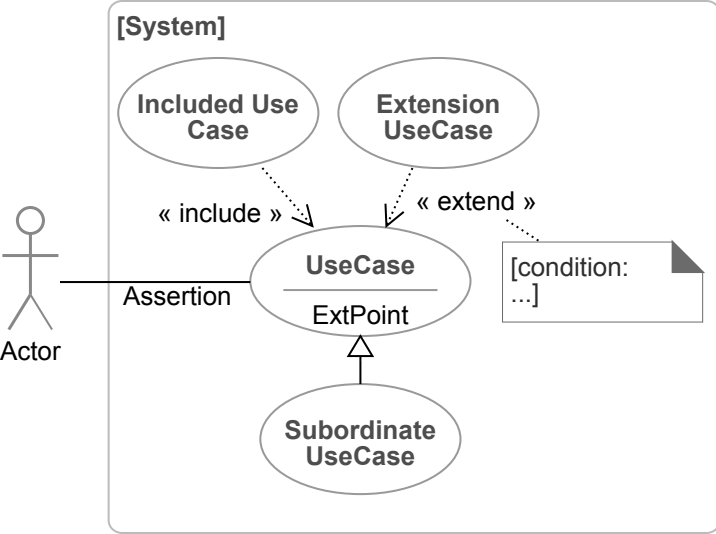 [System]
Included Use
Case
Extension
UseCase
« include »
« extend »
UseCase
ExtPoint
[condition:
...]
Assertion
Actor
Subordinate
UseCase